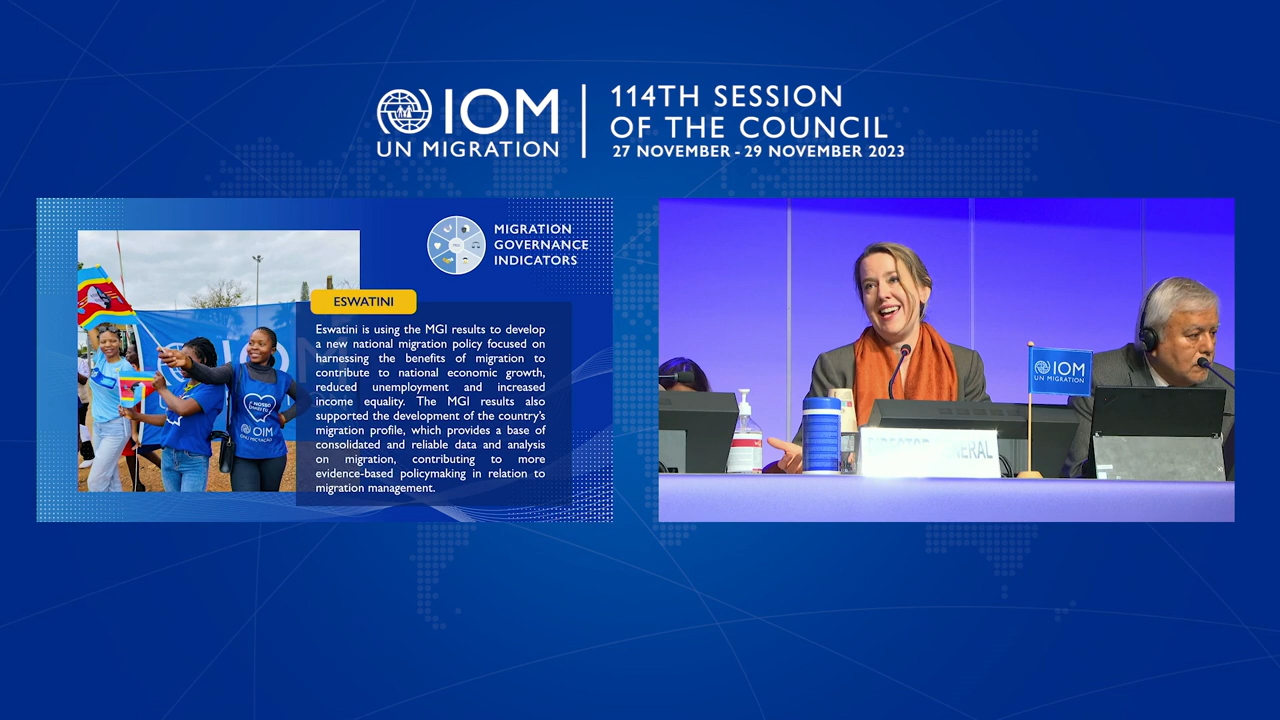 IOM
UN MIGRATION
114TH SESSION
OF THE COUNCIL
27 NOVEMBER - 29 NOVEMBER 2023
MIGRATION
GOVERNANCE
INDICATORS
ESWATINI
Eswatini is using the MGI results to develop
a new national migration policy focused on
harnessing the benefits of migration to
contribute to national economic growth,
reduced unemployment and increased
income equality. The MGI results also
supported the development of the country's
migration profile, which provides a base of
consolidated and reliable data and analysis
on migration, contributing to more
evidence-based policymaking in relation to
migration management.
OIM
IOM
UN MIGRATION
DIRECTOR GENERAL